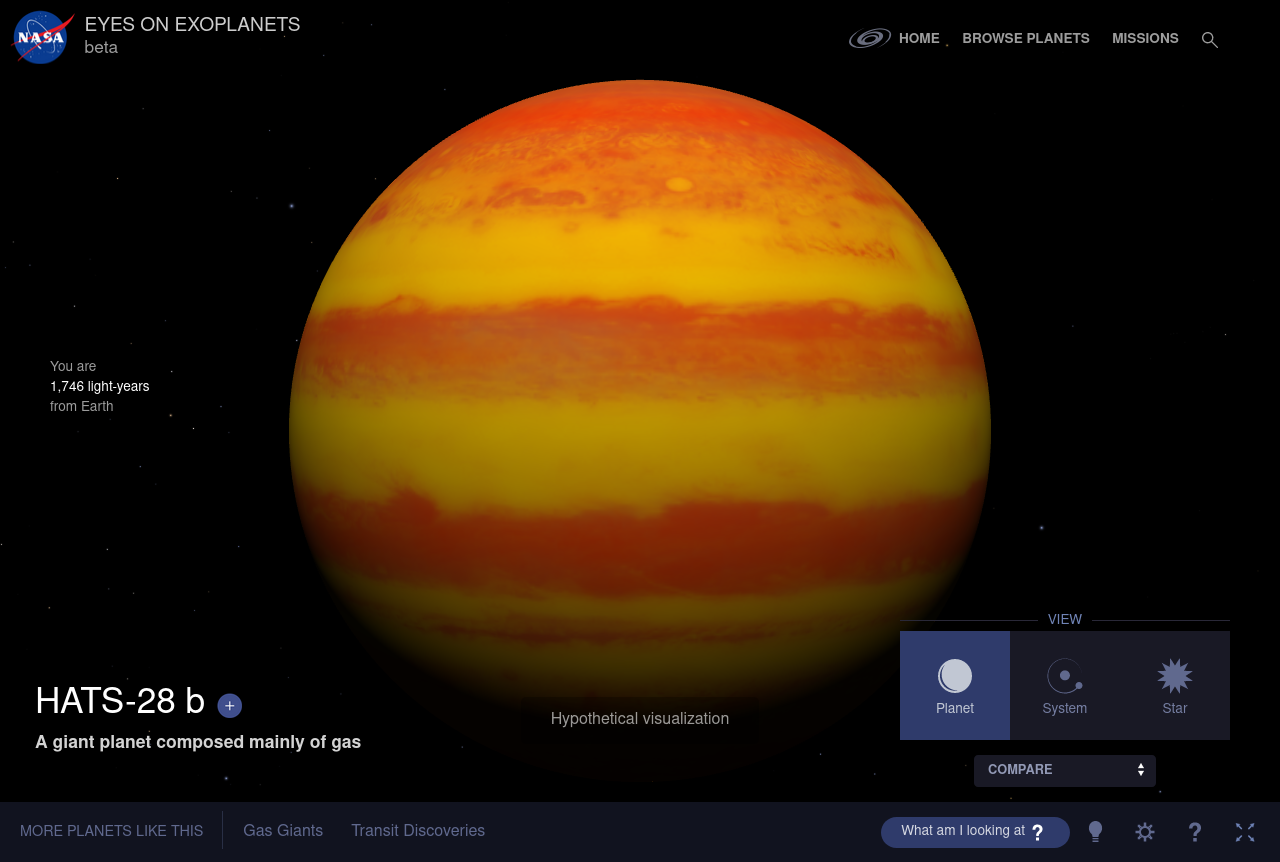 NASA
EYES ON EXOPLANETS
beta
HOME
BROWSE PLANETS
MISSIONS
You are
1,746 light-years
from Earth
VIEW
Planet
System
Star
HATS-28 b +
A giant planet composed mainly of gas
Hypothetical visualization
COMPARE
MORE PLANETS LIKE THIS
Gas Giants
Transit Discoveries
What am I looking at ?
?